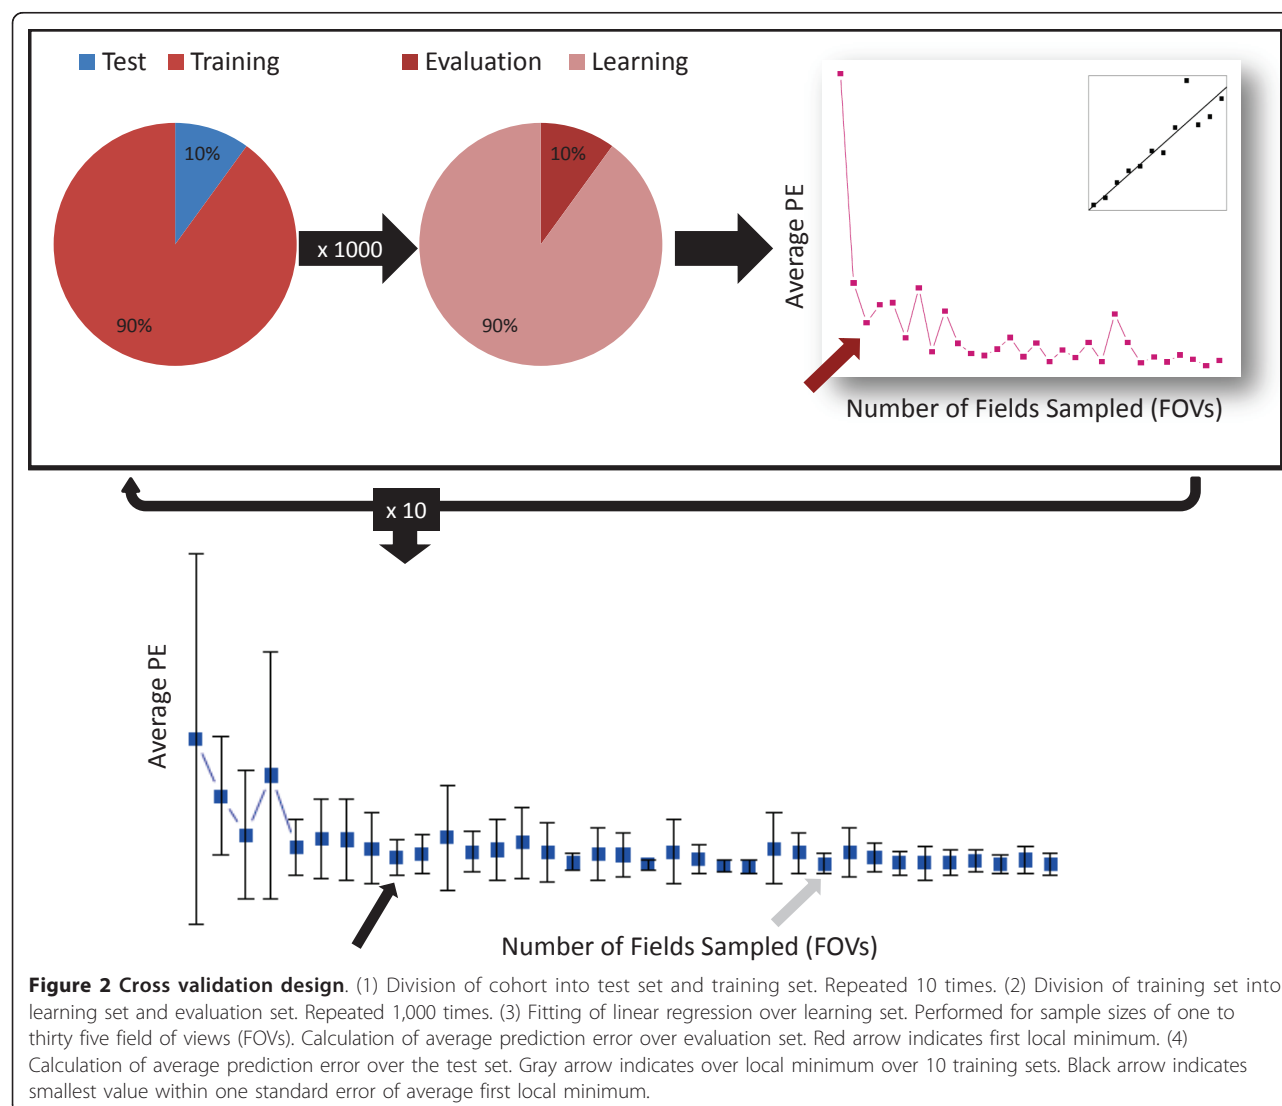 Test Training Evaluation Learning
10%
90%
x 1000
10%
90%
Average PE
Number of Fields Sampled (FOVs)
x 10
Average PE
Number of Fields Sampled (FOVs)
Figure 2 Cross validation design. (1) Division of cohort into test set and training set. Repeated 10 times. (2) Division of training set into
learning set and evaluation set. Repeated 1,000 times. (3) Fitting of linear regression over learning set. Performed for sample sizes of one to
thirty five field of views (FOVs). Calculation of average prediction error over evaluation set. Red arrow indicates first local minimum. (4)
Calculation of average prediction error over the test set. Gray arrow indicates over local minimum over 10 training sets. Black arrow indicates
smallest value within one standard error of average first local minimum.